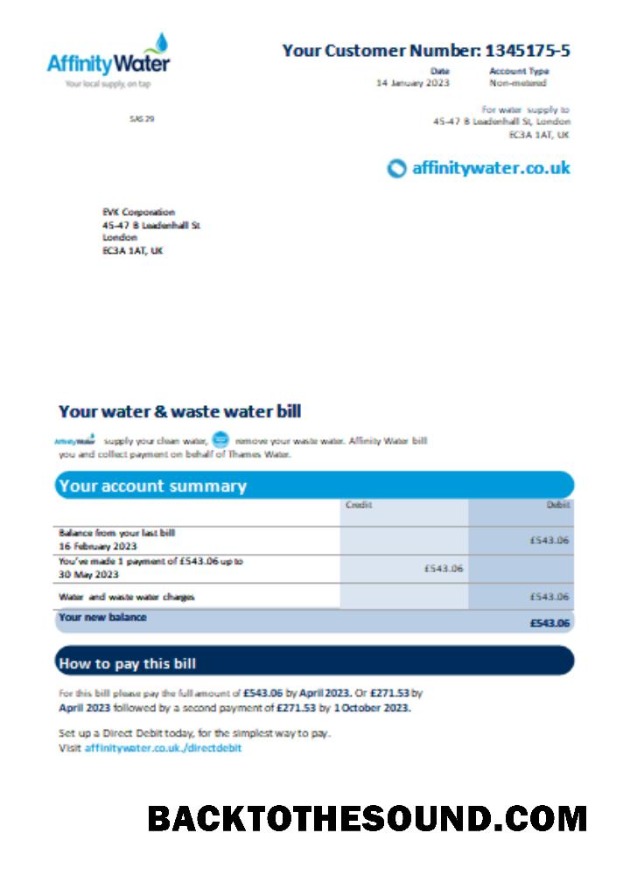 Affinity Water
Your local supply, on tap
Your Customer Number: 1345175-5
Date Account Type
14 January 2023 Non-metered
SAS 29
For water supply to
45-47 B Leadenhall St, London
EC3A 1AT, UK
affinitywater.co.uk
EVK Corporation
45-47 B Leadenhall St
London
EC3A 1AT, UK
Your water & waste water bill
AffinityWater supply your clean water, remove your waste water. Affinity Water bill
you and collect payment on behalf of Thames Water.
Your account summary
Credit Debit
Balance from your last bill
16 February 2023 £543.06
You've made 1 payment of £543.06 up to
30 May 2023 £543.06
Water and waste water charges £543.06
Your new balance £543.06
How to pay this bill
For this bill please pay the full amount of £543.06 by April 2023. Or £271.53 by
April 2023 followed by a second payment of £271.53 by 1 October 2023.
Set up a Direct Debit today, for the simplest way to pay.
Visit affinitywater.co.uk./directdebit
BACKTOTHESOUND.COM